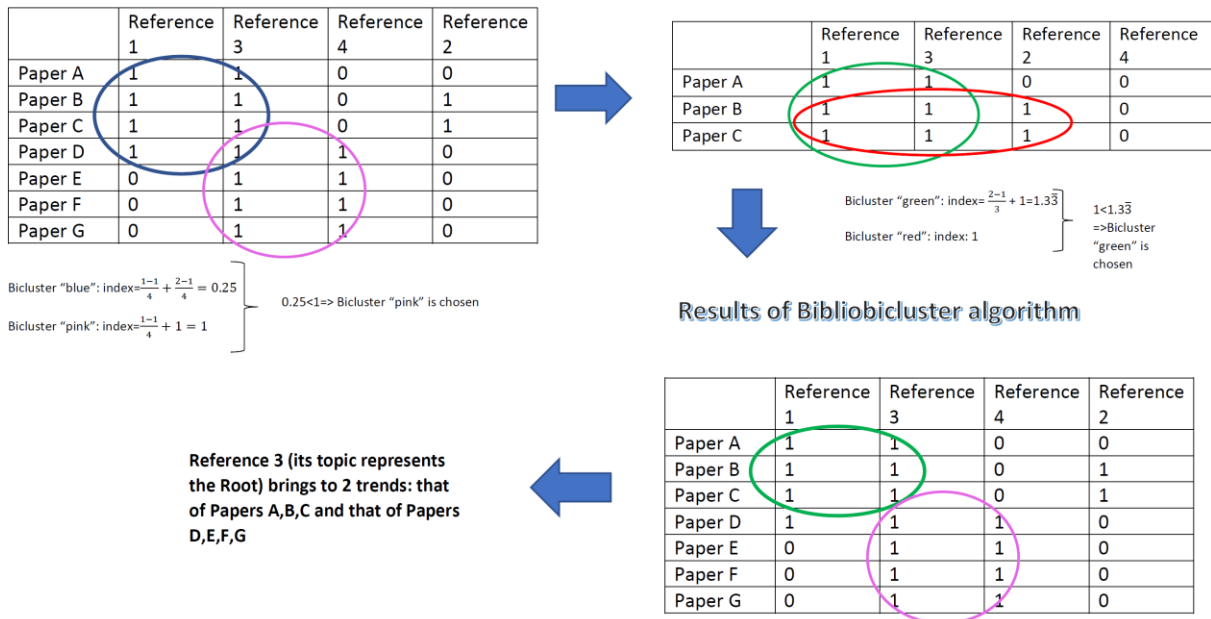 Reference 1 Reference 3 Reference 4 Reference 2
Paper A 1 1 0 0
Paper B 1 1 0 1
Paper C 1 1 0 1
Paper D 1 1 1 0
Paper E 0 1 1 0
Paper F 0 1 1 0
Paper G 0 1 1 0
Bicluster “blue”: index=1−1/4 + 2−1/4 = 0.25
Bicluster “pink”: index=1−1/4 + 1 = 1
0.25<1=> Bicluster “pink” is chosen
Reference 1 Reference 3 Reference 2 Reference 4
Paper A 1 1 0 0
Paper B 1 1 1 0
Paper C 1 1 1 0
Bicluster “green”: index= 2−1/3 + 1=1.33̅
Bicluster “red”: index: 1
1<1.33̅
=>Bicluster
“green” is
chosen
Results of Bibliobicluster algorithm
Reference 1 Reference 3 Reference 4 Reference 2
Paper A 1 1 0 0
Paper B 1 1 0 1
Paper C 1 1 0 1
Paper D 1 1 1 0
Paper E 0 1 1 0
Paper F 0 1 1 0
Paper G 0 1 1 0
Reference 3 (its topic represents
the Root) brings to 2 trends: that
of Papers A,B,C and that of Papers
D,E,F,G